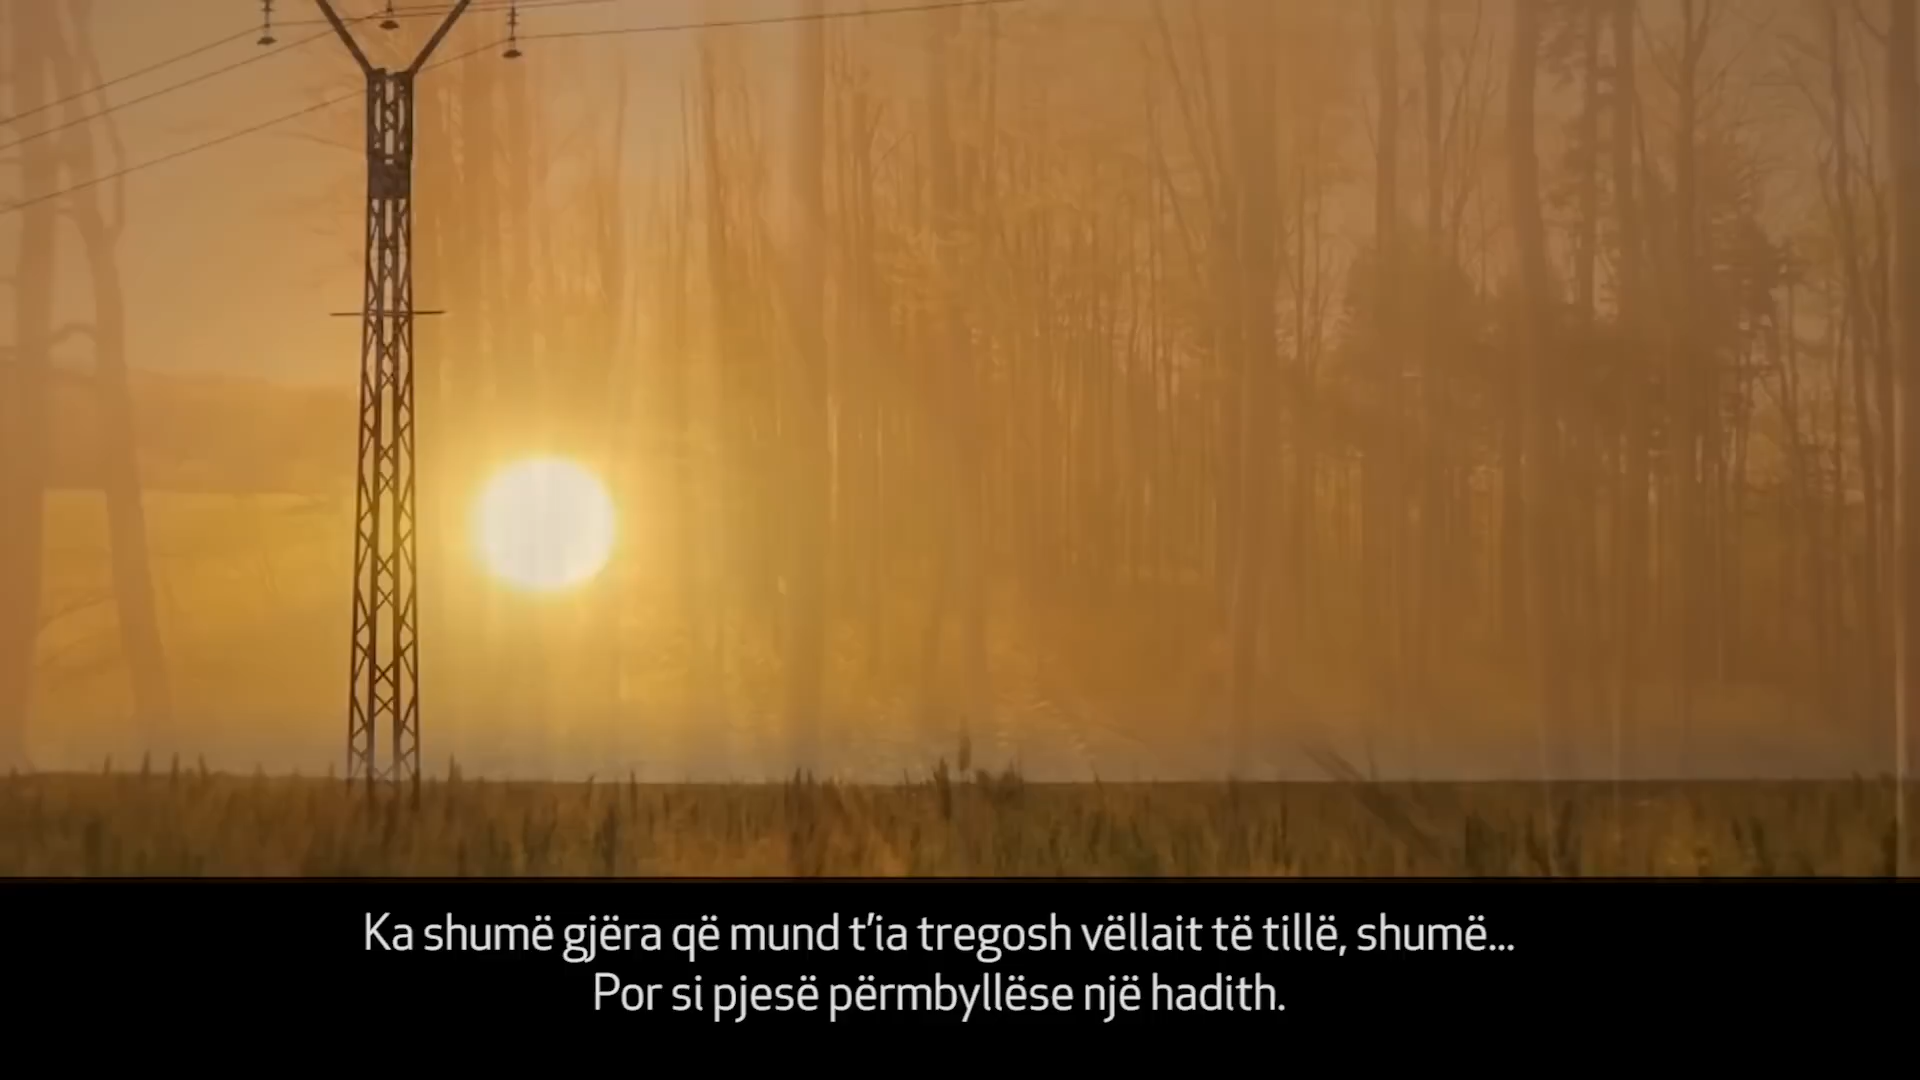 Ka shumë gjëra që mund t’ia tregosh vëllait të tillë, shumë...
Por si pjesë përmbyllëse një hadith.